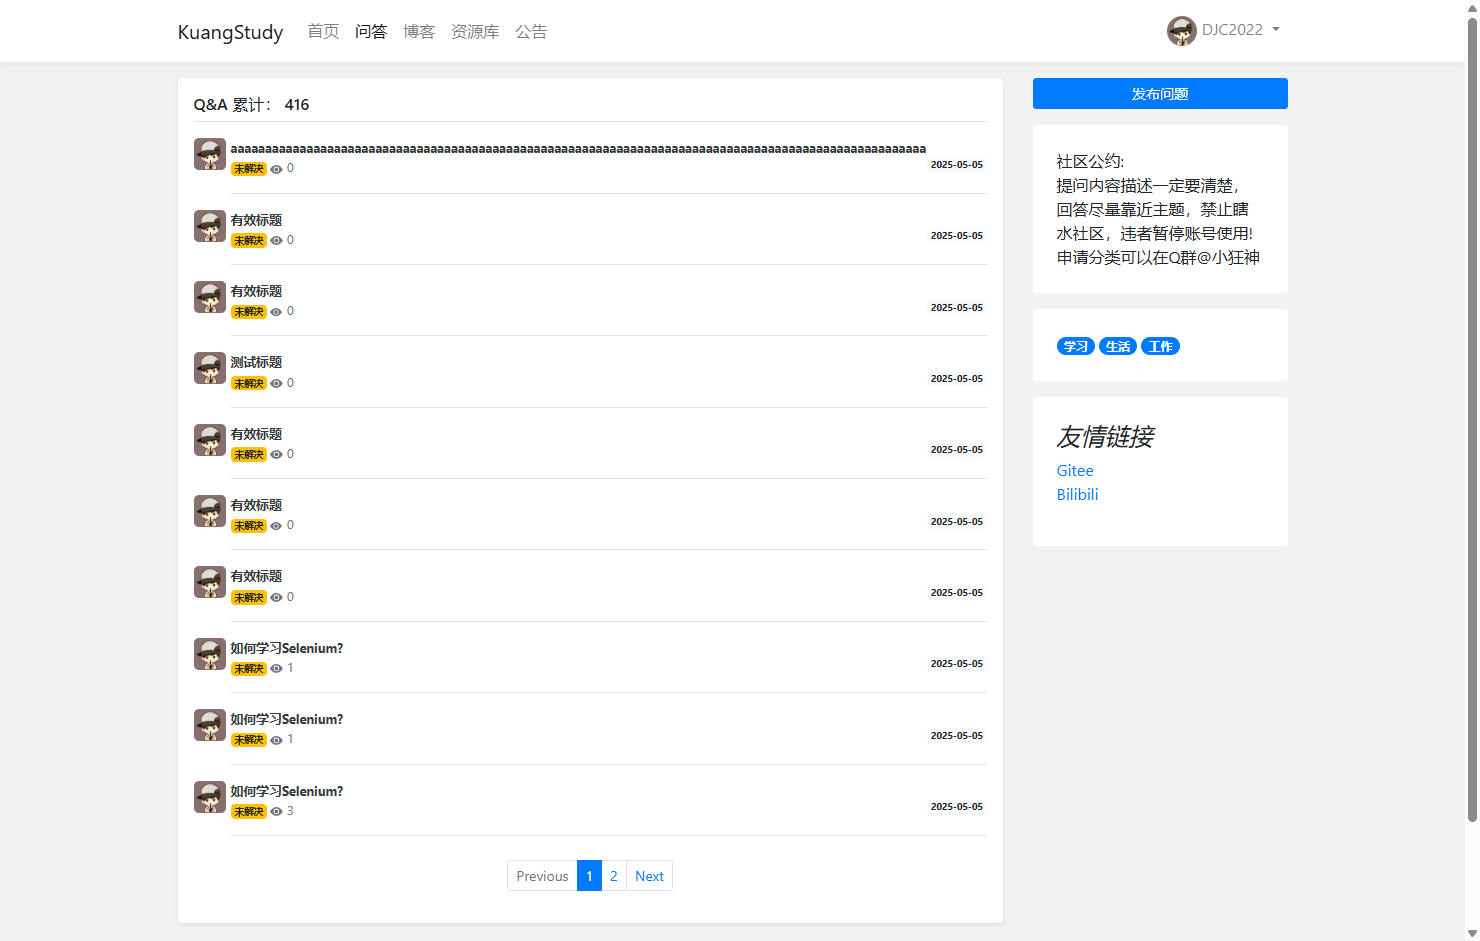 KuangStudy 首页 问答 博客 资源库 公告 DJC2022
Q&A 累计： 416
aaaaaaaaaaaaaaaaaaaaaaaaaaaaaaaaaaaaaaaaaaaaaaaaaaaaaaaaaaaaaaaaaaaaaaaaaaaaaaaaaaaaaaaaaaaaaaaaaaaa
未解决 0 2025-05-05
有效标题
未解决 0 2025-05-05
有效标题
未解决 0 2025-05-05
测试标题
未解决 0 2025-05-05
有效标题
未解决 0 2025-05-05
有效标题
未解决 0 2025-05-05
有效标题
未解决 0 2025-05-05
如何学习Selenium?
未解决 1 2025-05-05
如何学习Selenium?
未解决 1 2025-05-05
如何学习Selenium?
未解决 3 2025-05-05
Previous 1 2 Next
发布问题
社区公约:
提问内容描述一定要清楚，
回答尽量靠近主题，禁止瞎
水社区，违者暂停账号使用!
申请分类可以在Q群@小狂神
学习 生活 工作
友情链接
Gitee
Bilibili